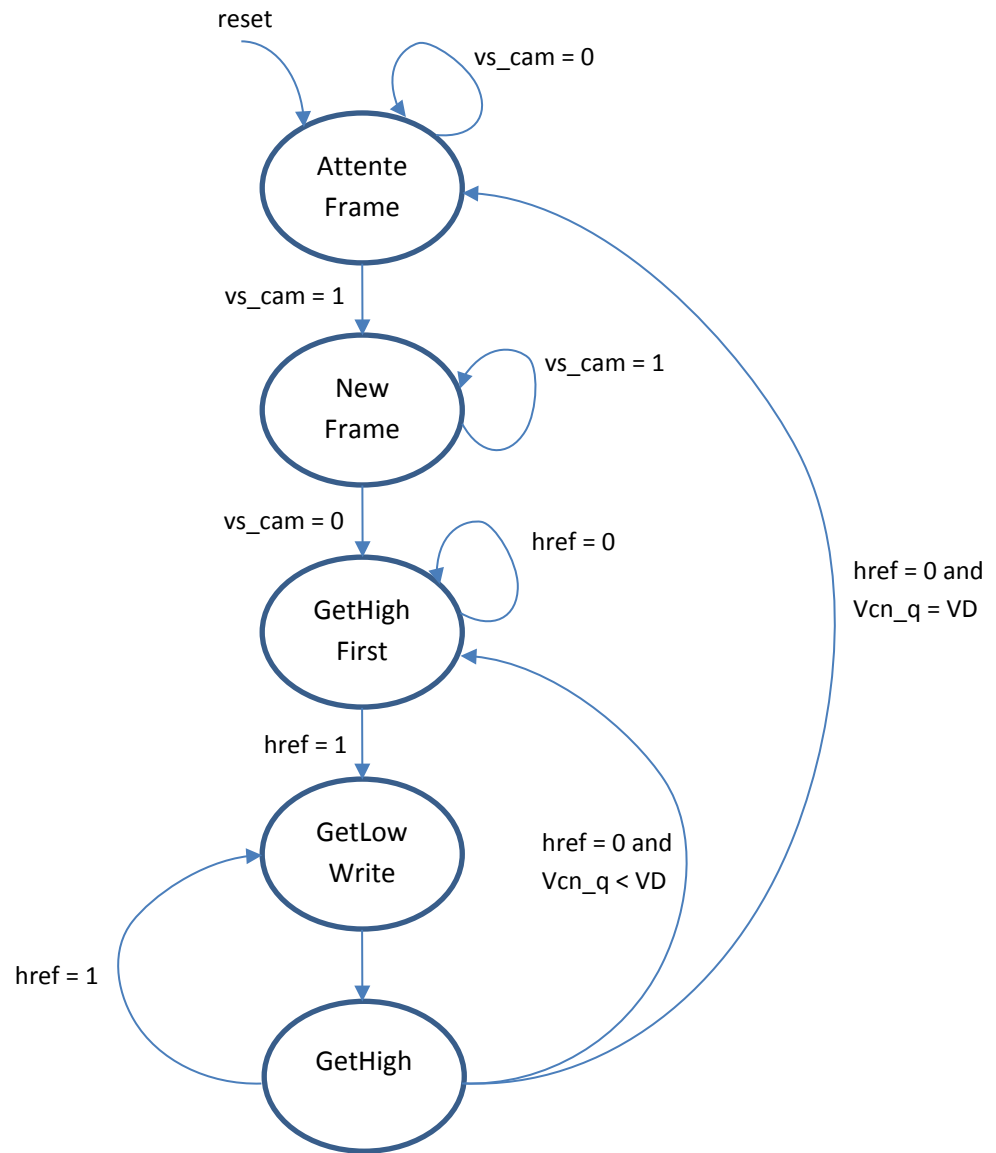 reset
vs_cam = 0
Attente
Frame
vs_cam = 1
New
Frame
vs_cam = 1
vs_cam = 0
href = 0
GetHigh
First
href = 0 and
Vcn_q = VD
href = 1
GetLow
Write
href = 0 and
Vcn_q < VD
href = 1
GetHigh